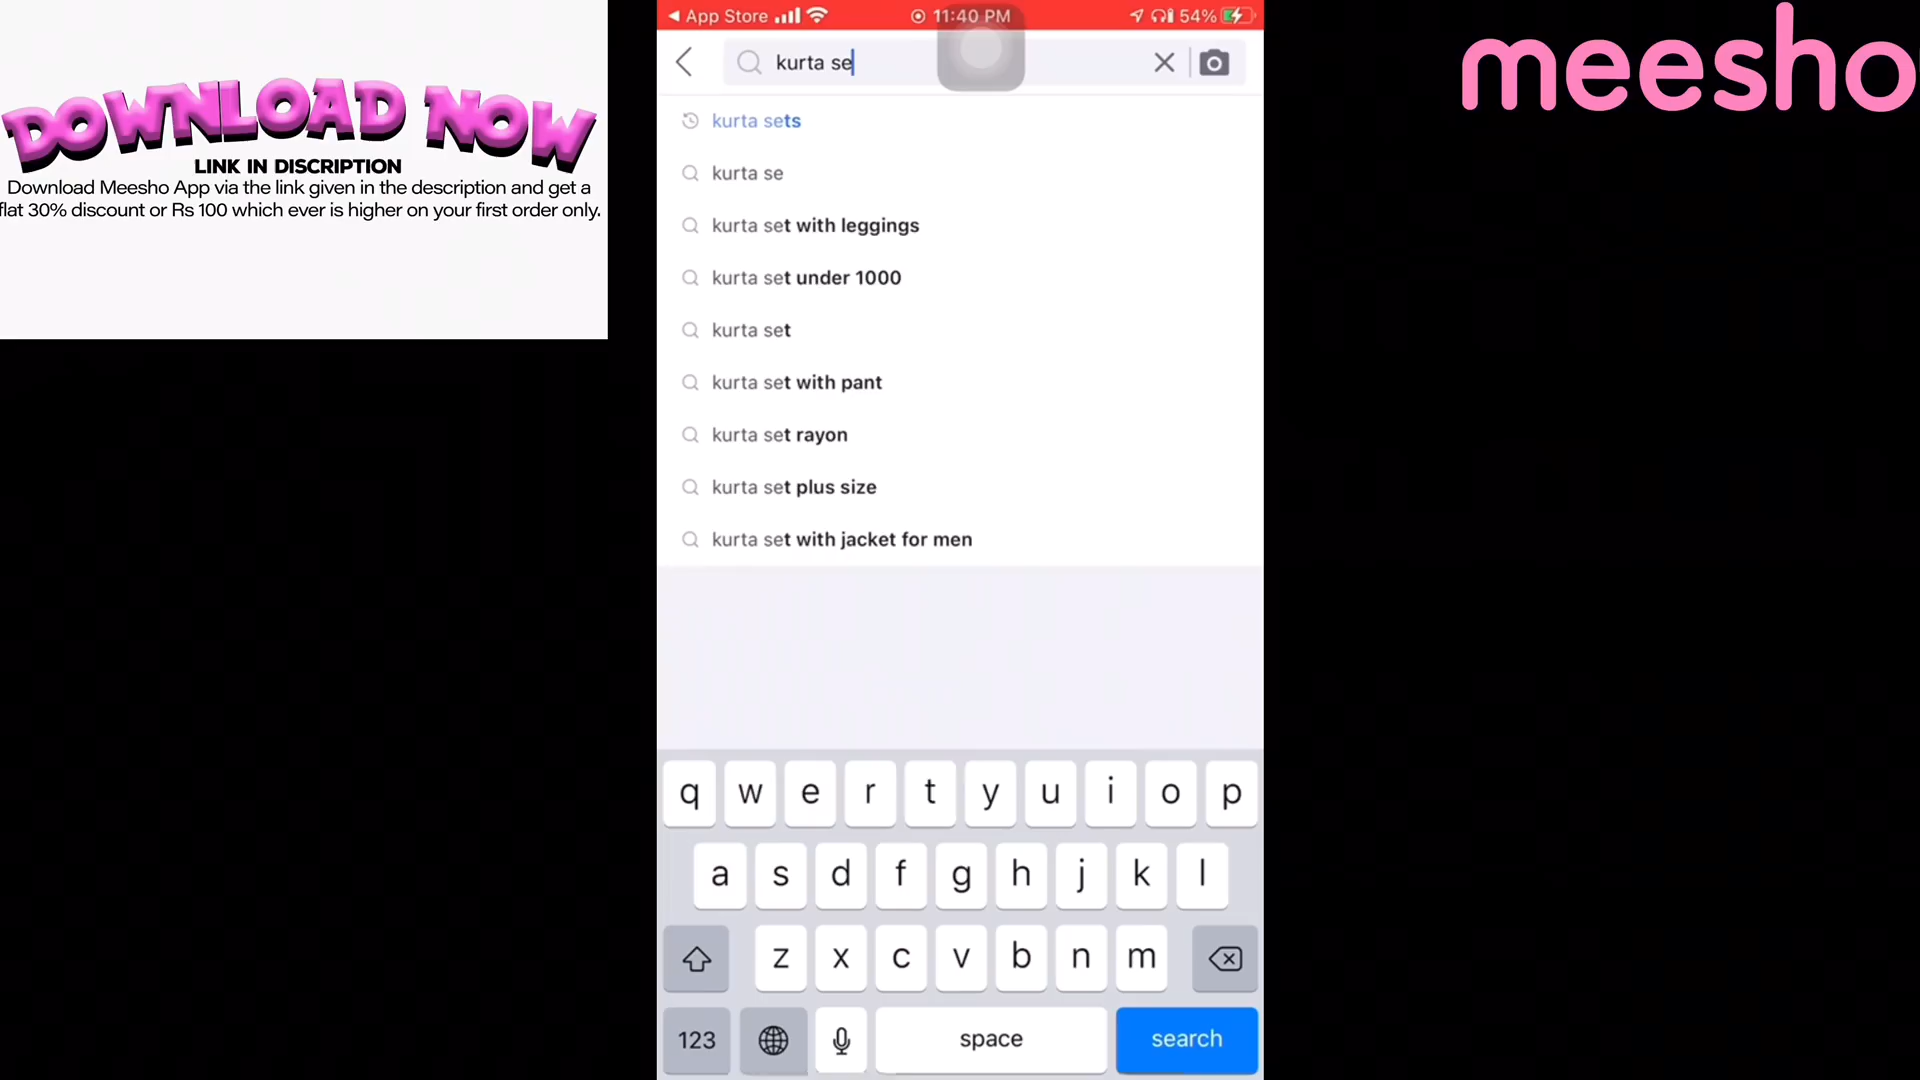 DOWNLOAD NOW
LINK IN DISCRIPTION
Download Meesho App via the link given in the description and get a
flat 30% discount or Rs 100 which ever is higher on your first order only.
App Store
11:40 PM
54%
kurta se
kurta sets
kurta se
kurta set with leggings
kurta set under 1000
kurta set
kurta set with pant
kurta set rayon
kurta set plus size
kurta set with jacket for men
q w e r t y u i o p
a s d f g h j k l
z x c v b n m
123
space
search
meesho